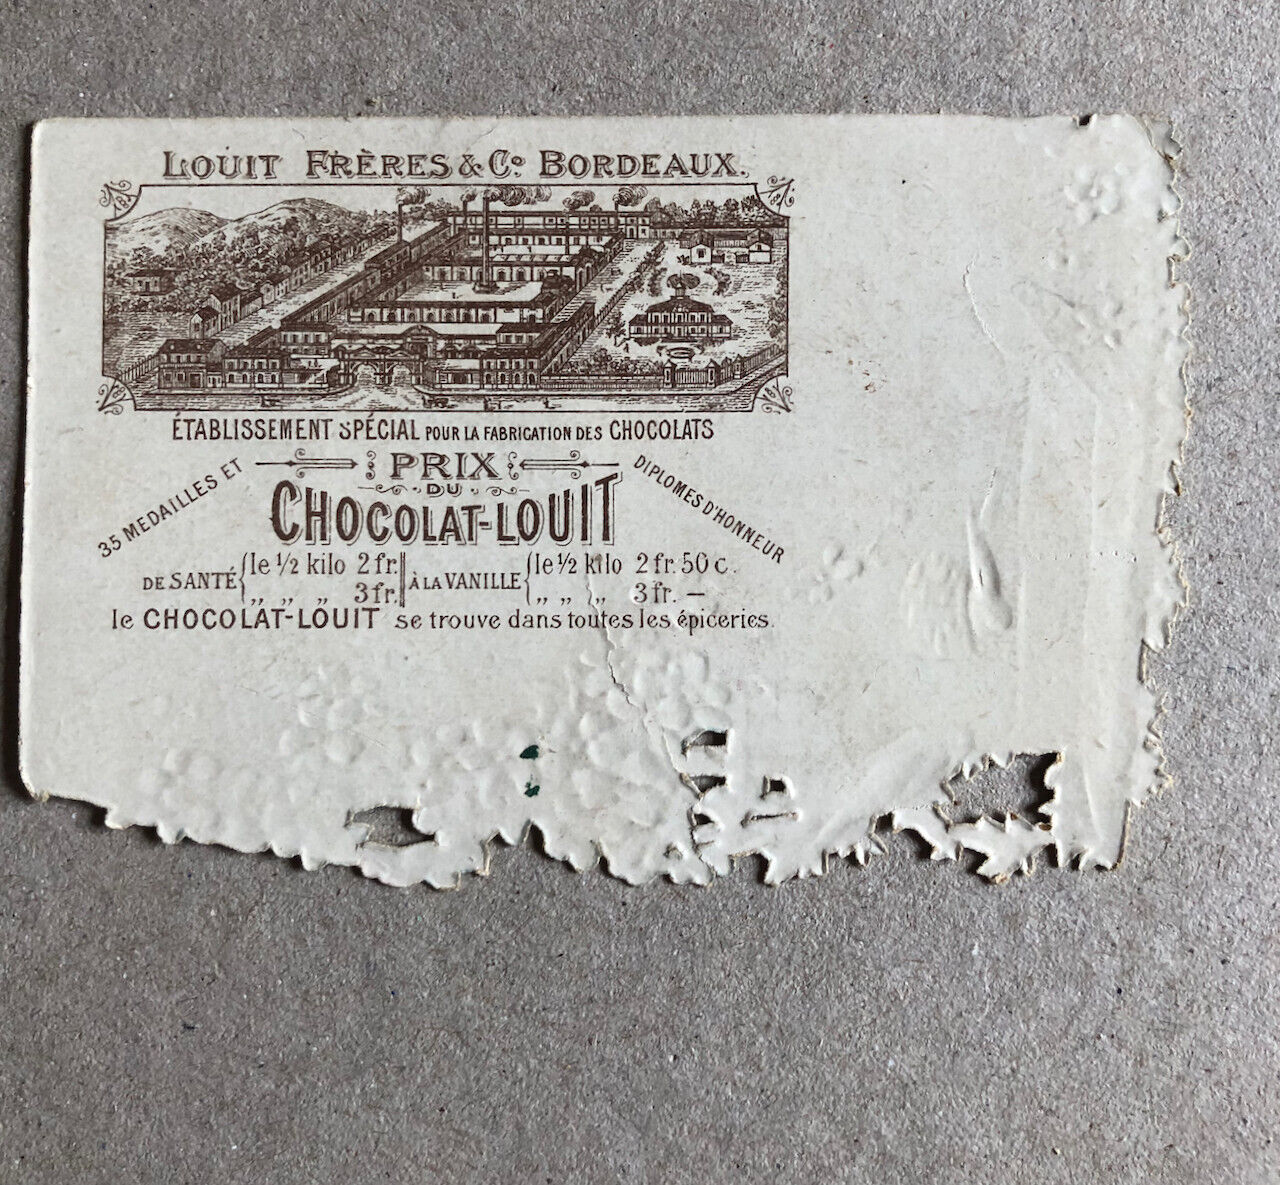 LOUIT FRÈRES & Cº BORDEAUX.
ÉTABLISSEMENT SPÉCIAL POUR LA FABRICATION DES CHOCOLATS
35 MEDAILLES ET
PRIX
DIPLOMES D'HONNEUR
DU
CHOCOLAT-LOUIT
DE SANTÉ { le 1/2 kilo 2 fr. À LA VANILLE { le 1/2 kilo 2 fr. 50 c.
„ „ „ 3 fr. „ „ „ 3 fr. —
le CHOCOLAT-LOUIT se trouve dans toutes les épiceries.